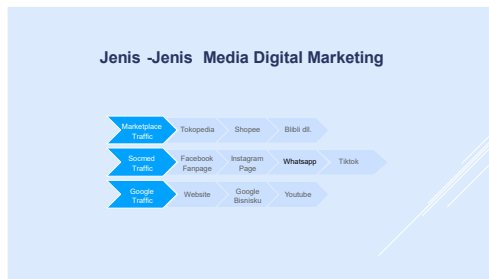 Jenis -Jenis Media Digital Marketing
Marketplace
Traffic
Tokopedia
Shopee
Blibli dll.
Socmed
Traffic
Facebook
Fanpage
Instagram
Page
Whatsapp
Tiktok
Google
Traffic
Website
Google
Bisnisku
Youtube